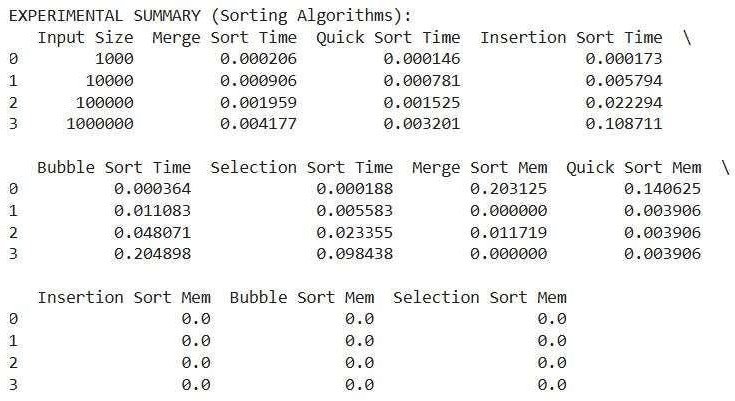 EXPERIMENTAL SUMMARY (Sorting Algorithms):
   Input Size  Merge Sort Time  Quick Sort Time  Insertion Sort Time  \
0        1000         0.000206         0.000146             0.000173
1       10000         0.000906         0.000781             0.005794
2      100000         0.001959         0.001525             0.022294
3     1000000         0.004177         0.003201             0.108711

   Bubble Sort Time  Selection Sort Time  Merge Sort Mem  Quick Sort Mem  \
0          0.000364             0.000188        0.203125        0.140625
1          0.011083             0.005583        0.000000        0.003906
2          0.048071             0.023355        0.011719        0.003906
3          0.204898             0.098438        0.000000        0.003906

   Insertion Sort Mem  Bubble Sort Mem  Selection Sort Mem
0                 0.0              0.0                 0.0
1                 0.0              0.0                 0.0
2                 0.0              0.0                 0.0
3                 0.0              0.0                 0.0